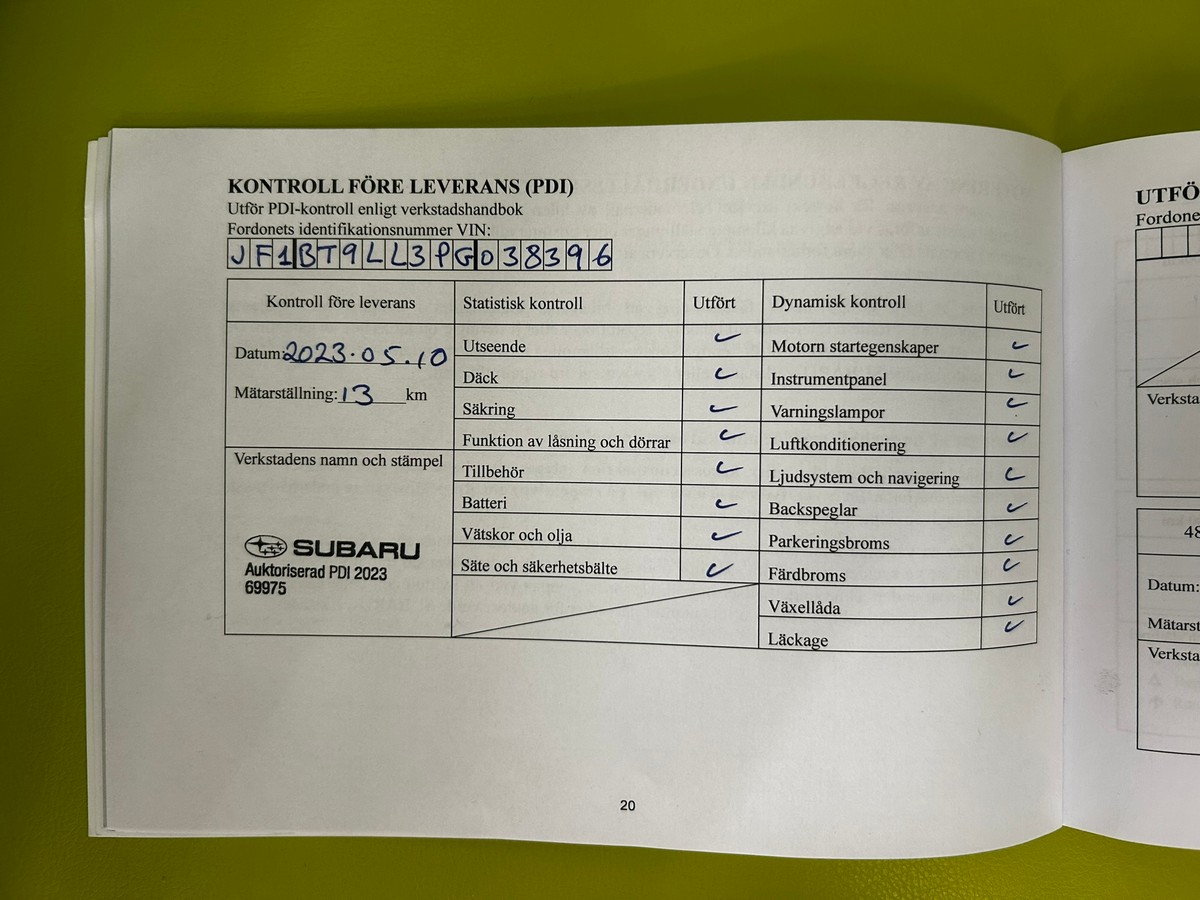 KONTROLL FÖRE LEVERANS (PDI)
Utför PDI-kontroll enligt verkstadshandbok
Fordonets identifikationsnummer VIN:
JF1BT9LL3PG038396
Kontroll före leverans
Datum 2023.05.10
Mätarställning: 13 km
Verkstadens namn och stämpel
SUBARU
Auktoriserad PDI 2023
69975
Statistisk kontroll Utfört
Utseende ✓
Däck ✓
Säkring ✓
Funktion av låsning och dörrar ✓
Tillbehör ✓
Batteri ✓
Vätskor och olja ✓
Säte och säkerhetsbälte ✓
Dynamisk kontroll Utfört
Motorn startegenskaper ✓
Instrumentpanel ✓
Varningslampor ✓
Luftkonditionering ✓
Ljudsystem och navigering ✓
Backspeglar ✓
Parkeringsbroms ✓
Färdbroms ✓
Växellåda ✓
Läckage ✓
20
UTFÖ
Fordone
Verksta
48
Datum:
Mätarst
Verksta